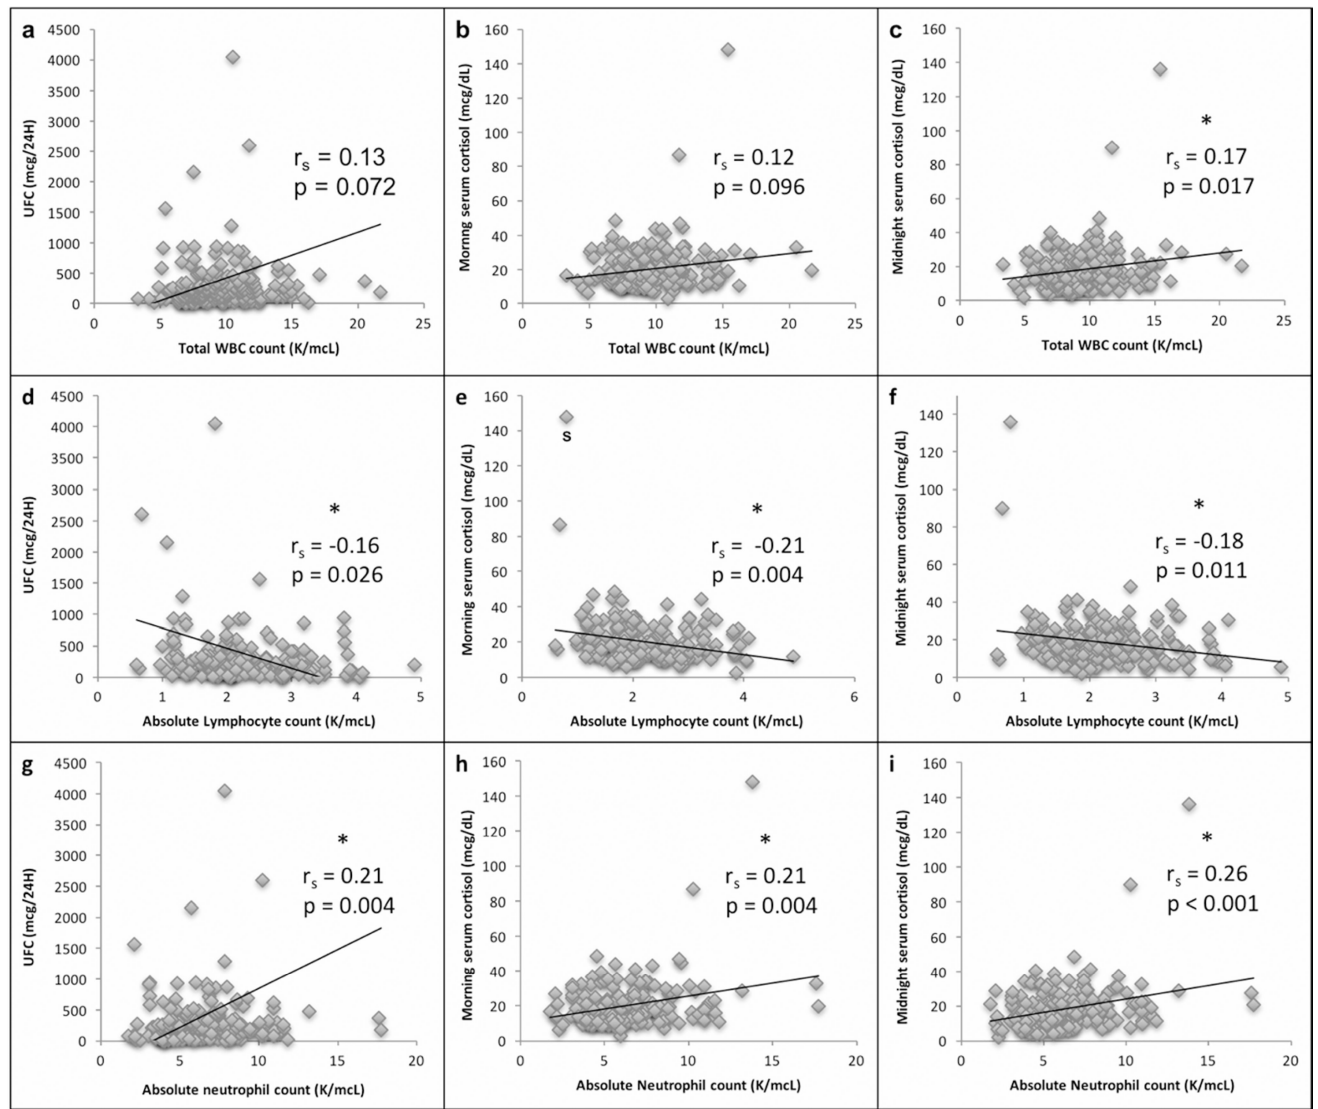 a
4500
4000
3500
3000
2500
2000
1500
1000
500
0
UFC (mcg/24H)
rs = 0.13
p = 0.072
0 5 10 15 20 25
Total WBC count (K/mcL)
b
160
140
120
100
80
60
40
20
0
Mornng serum cortisol (mcg/dL)
rs = 0.12
p = 0.096
0 5 10 15 20 25
Total WBC count (K/mcL)
c
160
140
120
100
80
60
40
20
0
Midnight serum cortisol (mcg/dL)
*
rs = 0.17
p = 0.017
0 5 10 15 20 25
Total WBC count (K/mcL)
d
4500
4000
3500
3000
2500
2000
1500
1000
500
0
UFC (mcg/24H)
*
rs = -0.16
p = 0.026
0 1 2 3 4 5
Absolute Lymphocyte count (K/mcL)
e
160
140
120
100
80
60
40
20
0
Morning serum cortisol (mcg/dL)
s
*
rs = -0.21
p = 0.004
0 2 4 6
Absolute Lymphocyte count (K/mcL)
f
140
120
100
80
60
40
20
0
Midnight serum cortisol (mcg/dL)
*
rs = -0.18
p = 0.011
0 1 2 3 4 5
Absolute Lymphocyte count (K/mcL)
g
4500
4000
3500
3000
2500
2000
1500
1000
500
0
UFC (mcg/24H)
*
rs = 0.21
p = 0.004
0 5 10 15 20
Absolute neutrophil count (K/mcL)
h
160
140
120
100
80
60
40
20
0
Morning serum cortisol (mcg/dL)
*
rs = 0.21
p = 0.004
0 5 10 15 20
Absolute Neutrophil count (K/mcL)
i
160
140
120
100
80
60
40
20
0
Midnight serum cortisol (mcg/dL)
*
rs = 0.26
p < 0.001
0 5 10 15 20
Absolute Neutrophil count (K/mcL)